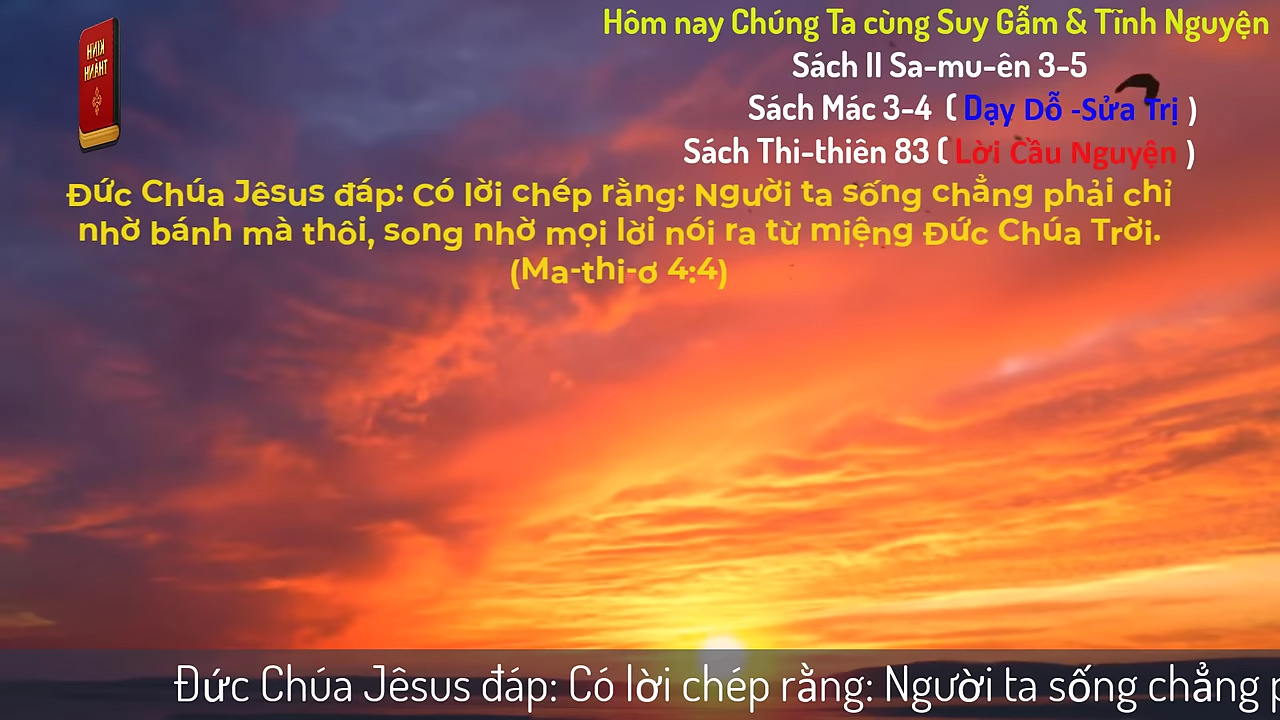 KINH
THÁNH
Hôm nay Chúng Ta cùng Suy Gẫm & Tĩnh Nguyện
Sách II Sa-mu-ên 3-5
Sách Mác 3-4 ( Dạy Dỗ -Sửa Trị )
Sách Thi-thiên 83 ( Lời Cầu Nguyện )
Đức Chúa Jêsus đáp: Có lời chép rằng: Người ta sống chẳng phải chỉ
nhờ bánh mà thôi, song nhờ mọi lời nói ra từ miệng Đức Chúa Trời.
(Ma-thi-ơ 4:4)
Đức Chúa Jêsus đáp: Có lời chép rằng: Người ta sống chẳng p